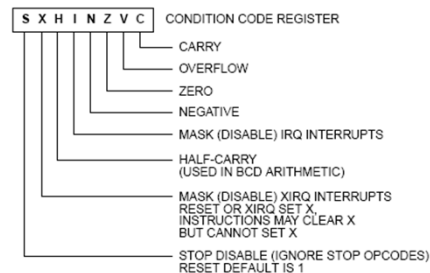 S X H I N Z V C CONDITION CODE REGISTER
CARRY
OVERFLOW
ZERO
NEGATIVE
MASK (DISABLE) IRQ INTERRUPTS
HALF-CARRY
(USED IN BCD ARITHMETIC)
MASK (DISABLE) XIRQ INTERRUPTS
RESET OR XIRQ SET X,
INSTRUCTIONS MAY CLEAR X
BUT CANNOT SET X
STOP DISABLE (IGNORE STOP OPCODES)
RESET DEFAULT IS 1